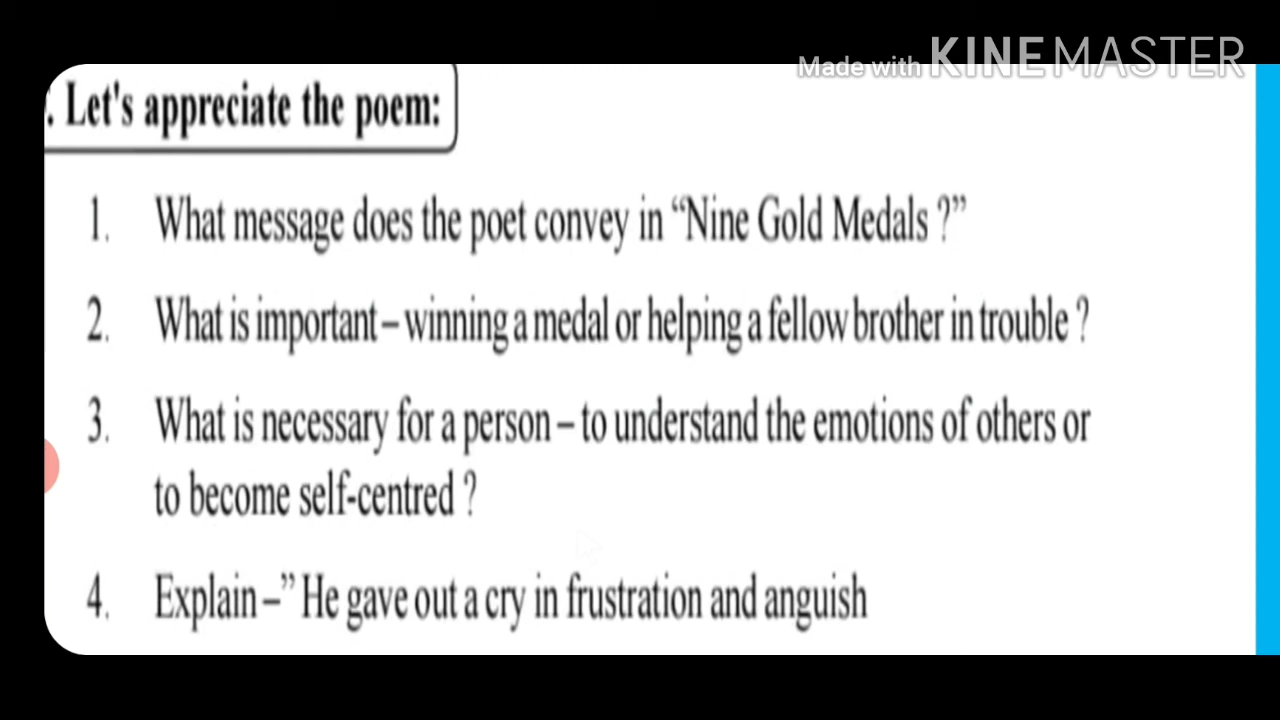 Made with KINEMASTER
. Let's appreciate the poem:
1. What message does the poet convey in “Nine Gold Medals ?”
2. What is important – winning a medal or helping a fellow brother in trouble ?
3. What is necessary for a person – to understand the emotions of others or
to become self-centred ?
4. Explain –” He gave out a cry in frustration and anguish